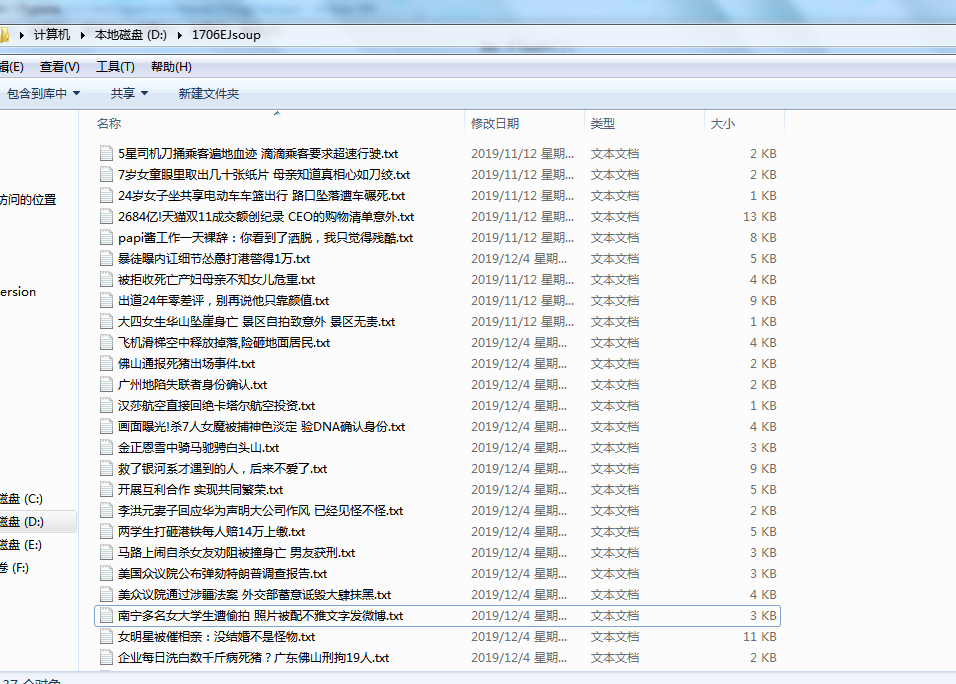 计算机 ▸ 本地磁盘 (D:) ▸ 1706EJsoup
辑(E) 查看(V) 工具(T) 帮助(H)
包含到库中 共享 新建文件夹
名称 修改日期 类型 大小
5星司机刀捅乘客遍地血迹 滴滴乘客要求超速行驶.txt 2019/11/12 星期... 文本文档 2 KB
7岁女童眼里取出几十张纸片 母亲知道真相心如刀绞.txt 2019/11/12 星期... 文本文档 2 KB
24岁女子坐共享电动车车篮出行 路口坠落遭车碾死.txt 2019/11/12 星期... 文本文档 1 KB
2684亿!天猫双11成交额创纪录 CEO的购物清单意外.txt 2019/11/12 星期... 文本文档 13 KB
papi酱工作一天裸辞：你看到了洒脱，我只觉得残酷.txt 2019/11/12 星期... 文本文档 8 KB
暴徒曝内讧细节怂恿打港警得1万.txt 2019/12/4 星期... 文本文档 5 KB
被拒收死亡产妇母亲不知女儿危重.txt 2019/11/12 星期... 文本文档 4 KB
出道24年零差评，别再说他只靠颜值.txt 2019/11/12 星期... 文本文档 9 KB
大四女生华山坠崖身亡 景区自拍致意外 景区无责.txt 2019/11/12 星期... 文本文档 1 KB
飞机滑梯空中释放掉落,险砸地面居民.txt 2019/12/4 星期... 文本文档 4 KB
佛山通报死猪出场事件.txt 2019/12/4 星期... 文本文档 2 KB
广州地陷失联者身份确认.txt 2019/12/4 星期... 文本文档 2 KB
汉莎航空直接回绝卡塔尔航空投资.txt 2019/12/4 星期... 文本文档 1 KB
画面曝光!杀7人女魔被捕神色淡定 验DNA确认身份.txt 2019/12/4 星期... 文本文档 4 KB
金正恩雪中骑马驰骋白头山.txt 2019/12/4 星期... 文本文档 3 KB
救了银河系才遇到的人，后来不爱了.txt 2019/12/4 星期... 文本文档 9 KB
开展互利合作 实现共同繁荣.txt 2019/12/4 星期... 文本文档 5 KB
李洪元妻子回应华为声明大公司作风 已经见怪不怪.txt 2019/12/4 星期... 文本文档 2 KB
两学生打砸港铁每人赔14万上缴.txt 2019/12/4 星期... 文本文档 5 KB
马路上闹自杀女友劝阻被撞身亡 男友获刑.txt 2019/12/4 星期... 文本文档 3 KB
美国众议院公布弹劾特朗普调查报告.txt 2019/12/4 星期... 文本文档 3 KB
美众议院通过涉疆法案 外交部蓄意诋毁大肆抹黑.txt 2019/12/4 星期... 文本文档 4 KB
南宁多名女大学生遭偷拍 照片被配不雅文字发微博.txt 2019/12/4 星期... 文本文档 3 KB
女明星被催相亲：没结婚不是怪物.txt 2019/12/4 星期... 文本文档 11 KB
企业每日洗白数千斤病死猪？广东佛山刑拘19人.txt 2019/12/4 星期... 文本文档 2 KB
访问的位置
ersion
磁盘 (C:)
磁盘 (D:)
磁盘 (E:)
卷 (F:)